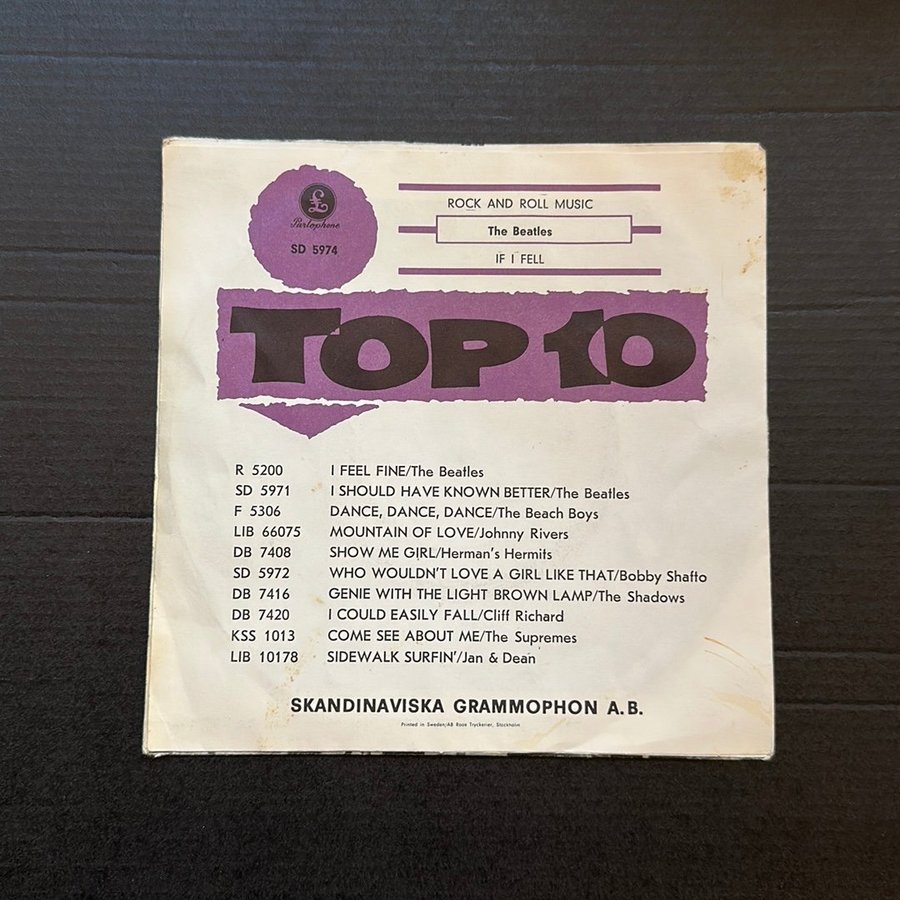 £
Parlophone
SD 5974
ROCK AND ROLL MUSIC
The Beatles
IF I FELL
TOP 10
R 5200 I FEEL FINE/The Beatles
SD 5971 I SHOULD HAVE KNOWN BETTER/The Beatles
F 5306 DANCE, DANCE, DANCE/The Beach Boys
LIB 66075 MOUNTAIN OF LOVE/Johnny Rivers
DB 7408 SHOW ME GIRL/Herman's Hermits
SD 5972 WHO WOULDN'T LOVE A GIRL LIKE THAT/Bobby Shafto
DB 7416 GENIE WITH THE LIGHT BROWN LAMP/The Shadows
DB 7420 I COULD EASILY FALL/Cliff Richard
KSS 1013 COME SEE ABOUT ME/The Supremes
LIB 10178 SIDEWALK SURFIN'/Jan & Dean
SKANDINAVISKA GRAMMOPHON A.B.
Printed in Sweden/AB Roos Tryckerier, Stockholm